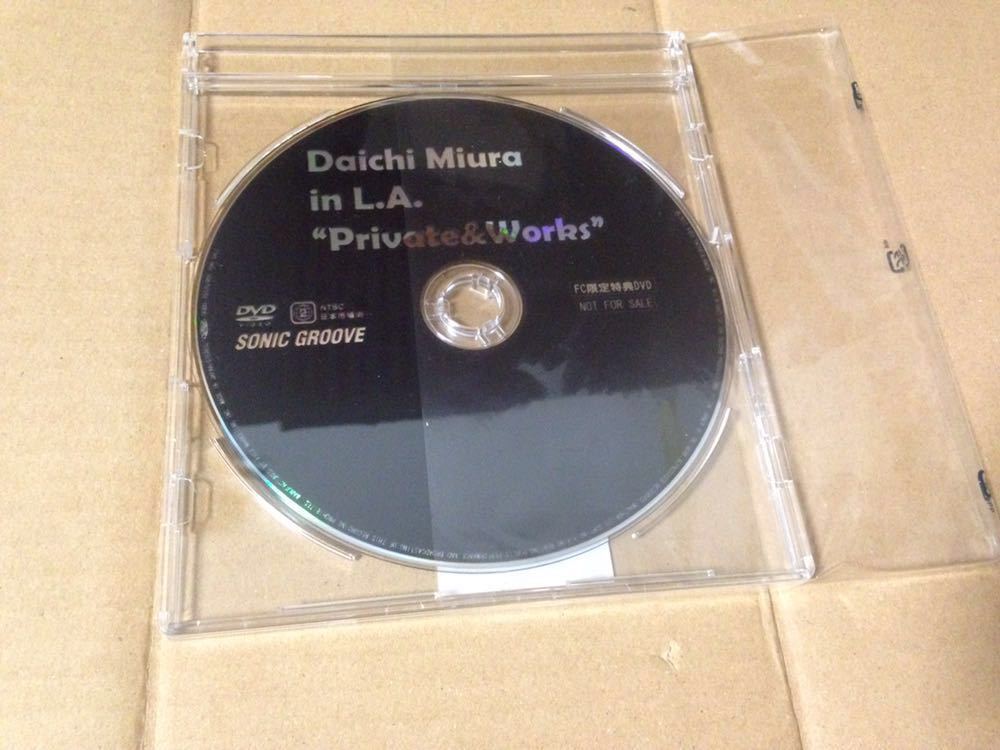 Daichi Miura
in L.A.
“Private&Works”
FC限定特典DVD
NOT FOR SALE.
DVD
VIDEO
2
NTSC
日本市場向
SONIC GROOVE